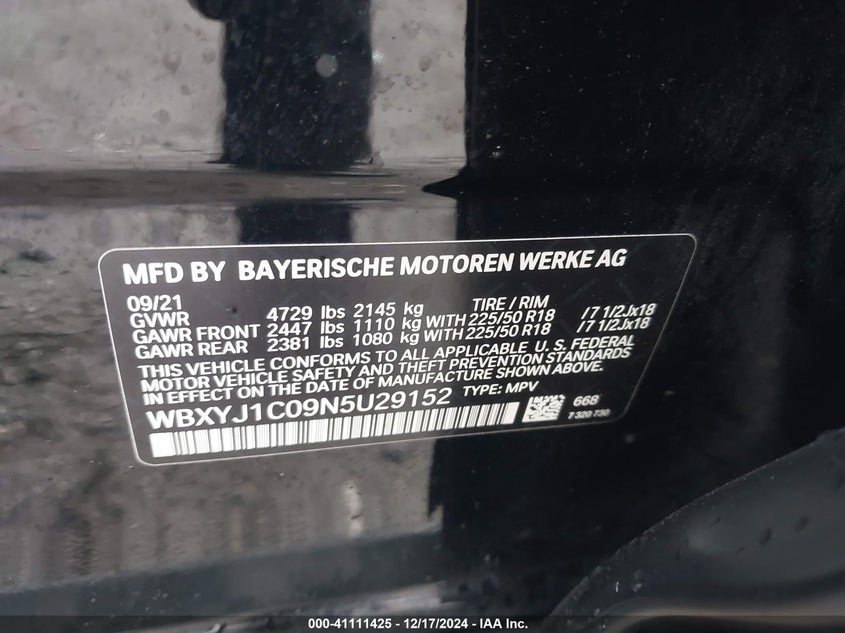 MFD BY BAYERISCHE MOTOREN WERKE AG
09/21 TIRE / RIM
GVWR 4729 lbs 2145 kg
GAWR FRONT 2447 lbs 1110 kg WITH 225/50 R18 /7 1/2Jx18
GAWR REAR 2381 lbs 1080 kg WITH 225/50 R18 /7 1/2Jx18
THIS VEHICLE CONFORMS TO ALL APPLICABLE U. S. FEDERAL
MOTOR VEHICLE SAFETY AND THEFT PREVENTION STANDARDS
IN EFFECT ON THE DATE OF MANUFACTURE SHOWN ABOVE.
WBXYJ1C09N5U29152 TYPE: MPV
668
7 320 730
000-41111425 - 12/17/2024 - IAA Inc.